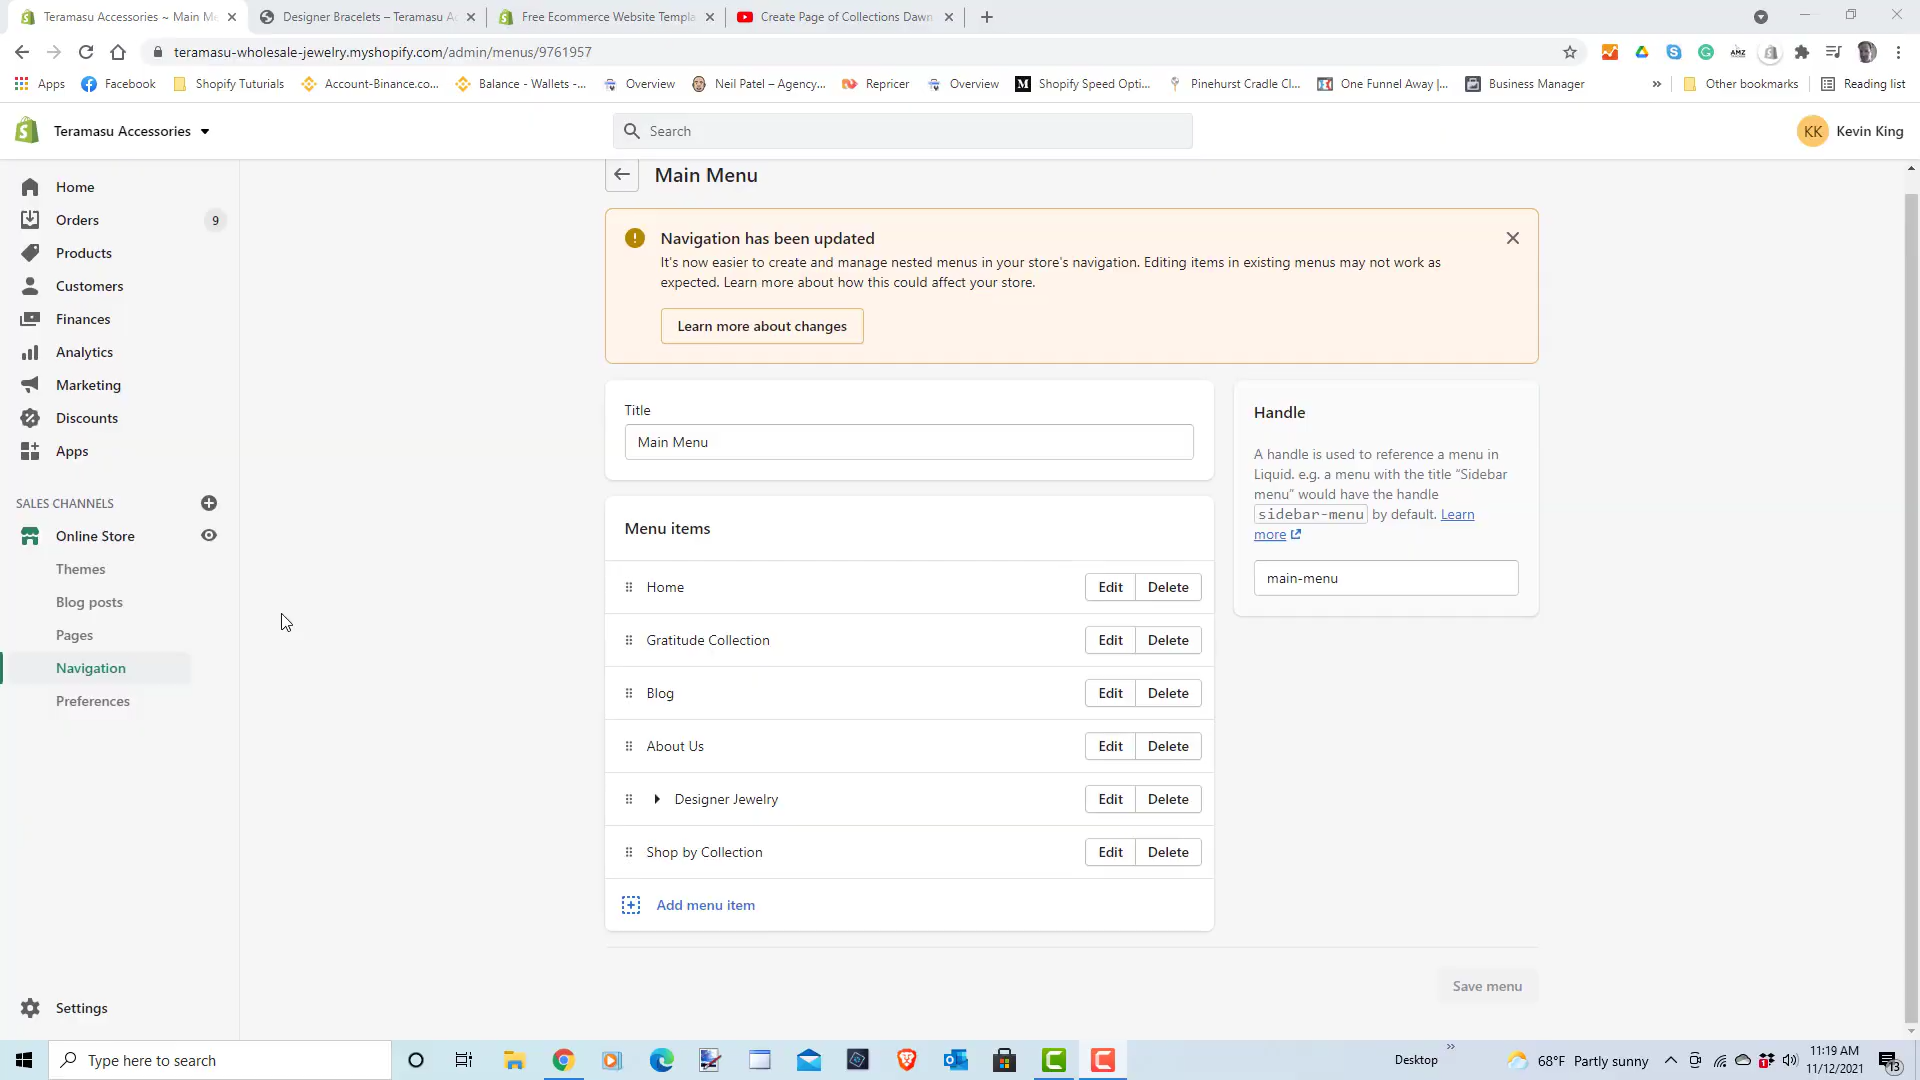 Teramasu Accessories ~ Main Me
Designer Bracelets – Teramasu Ac
Free Ecommerce Website Templa
Create Page of Collections Dawn
teramasu-wholesale-jewelry.myshopify.com/admin/menus/9761957
Apps
Facebook
Shopify Tuturials
Account-Binance.co...
Balance - Wallets -...
Overview
Neil Patel – Agency...
Repricer
Overview
Shopify Speed Opti...
Pinehurst Cradle Cl...
One Funnel Away |...
Business Manager
»
Other bookmarks
Reading list
Teramasu Accessories
Search
KK
Kevin King
Home
Orders
9
Products
Customers
Finances
Analytics
Marketing
Discounts
Apps
SALES CHANNELS
Online Store
Themes
Blog posts
Pages
Navigation
Preferences
Settings
Main Menu
Navigation has been updated
It's now easier to create and manage nested menus in your store's navigation. Editing items in existing menus may not work as
expected. Learn more about how this could affect your store.
Learn more about changes
Title
Main Menu
Menu items
Home
Edit
Delete
Gratitude Collection
Edit
Delete
Blog
Edit
Delete
About Us
Edit
Delete
Designer Jewelry
Edit
Delete
Shop by Collection
Edit
Delete
Add menu item
Handle
A handle is used to reference a menu in
Liquid. e.g. a menu with the title “Sidebar
menu” would have the handle
sidebar-menu by default. Learn
more
main-menu
Save menu
Type here to search
Desktop
»
68°F Partly sunny
11:19 AM
11/12/2021
13